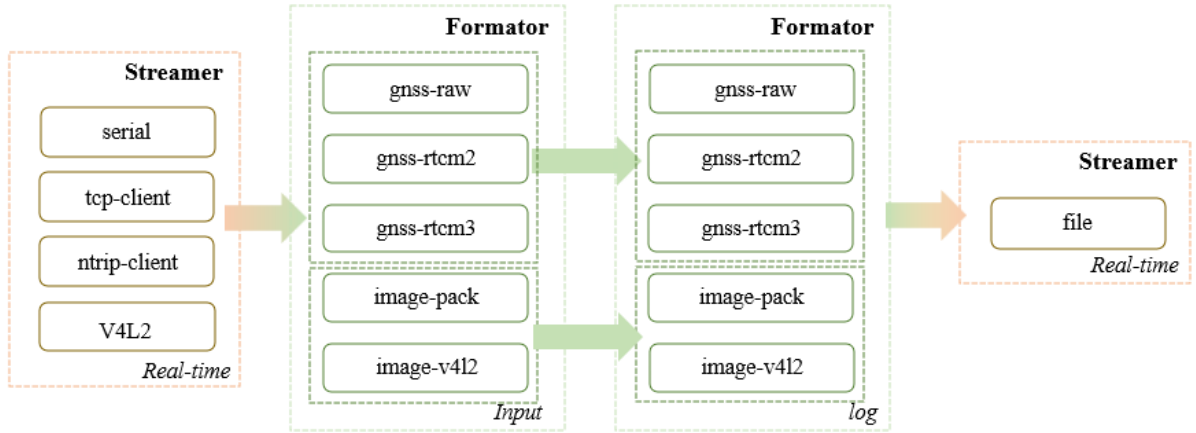 Streamer
serial
tcp-client
ntrip-client
V4L2
Real-time
Formator
gnss-raw
gnss-rtcm2
gnss-rtcm3
image-pack
image-v4l2
Input
Formator
gnss-raw
gnss-rtcm2
gnss-rtcm3
image-pack
image-v4l2
log
Streamer
file
Real-time